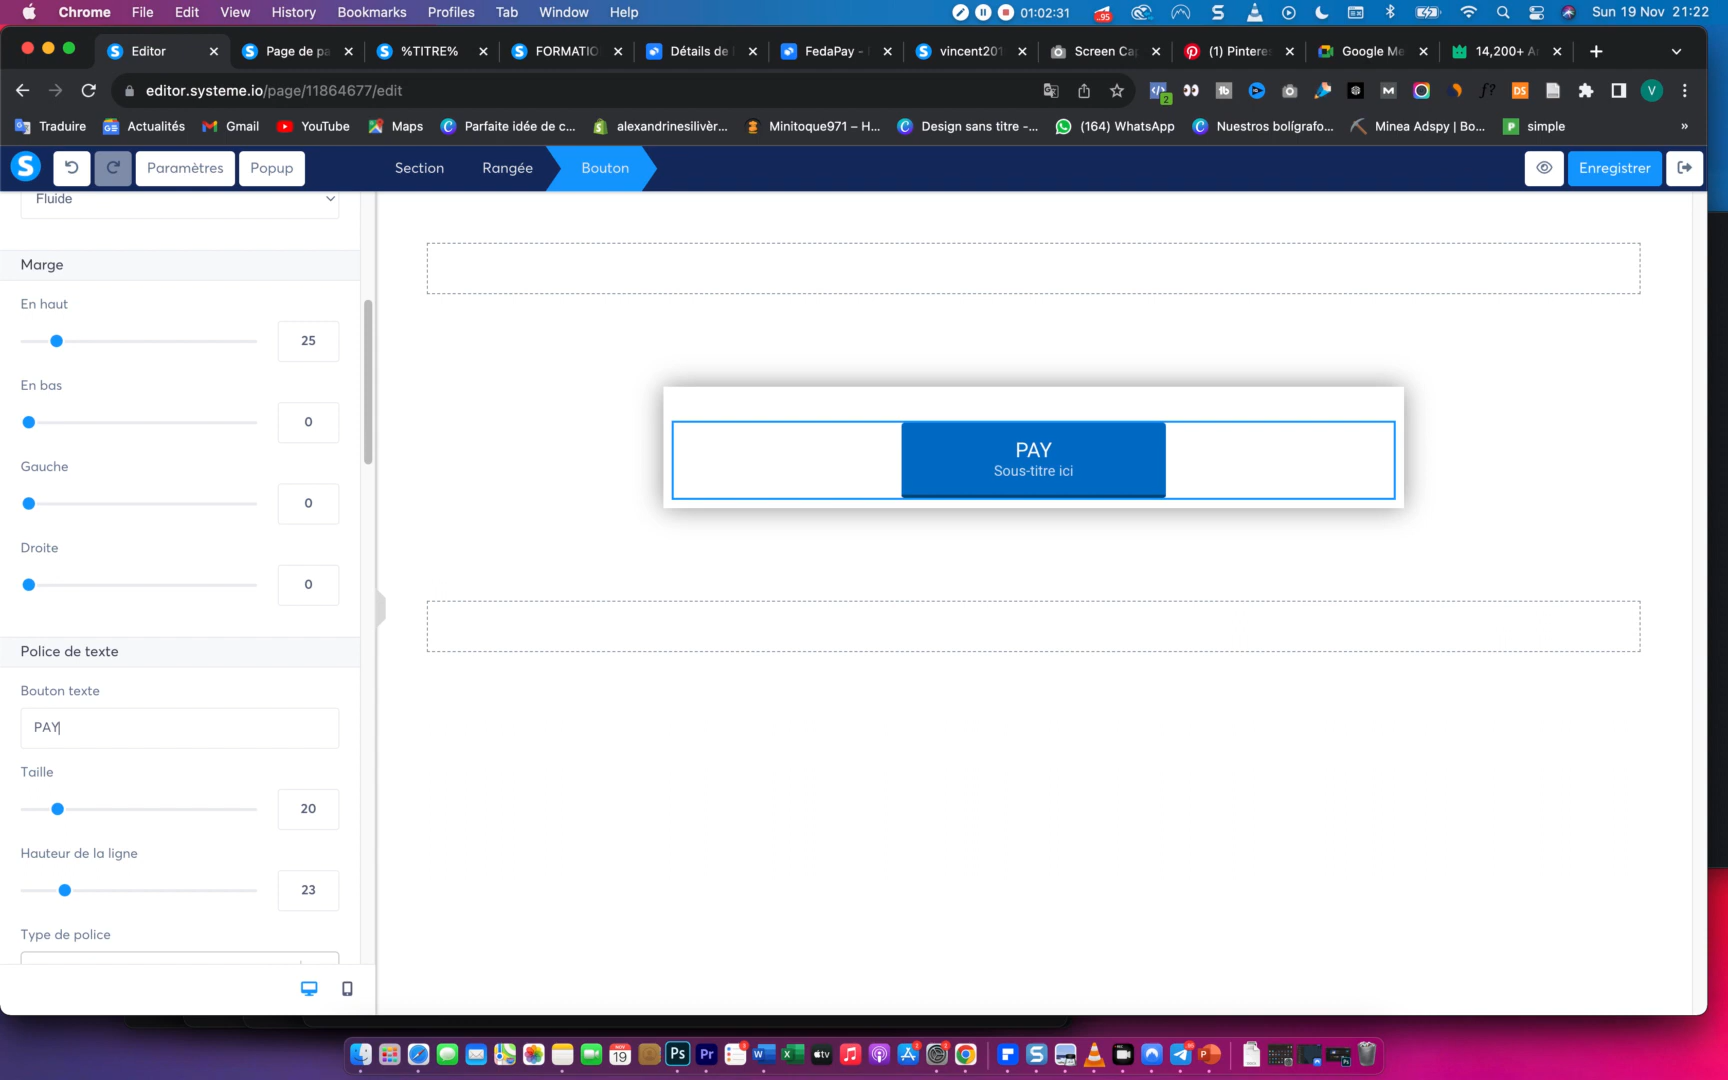 Chrome File Edit View History Bookmarks Profiles Tab Window Help
01:02:31
Sun 19 Nov 21:22
Editor
Page de pa
%TITRE%
FORMATIO
Détails de
FedaPay -
vincent201
Screen Ca
(1) Pintere
Google Me
14,200+ A
editor.systeme.io/page/11864677/edit
Traduire Actualités Gmail YouTube Maps Parfaite idée de c... alexandrinesilivèr... Minitoque971 – H... Design sans titre -... (164) WhatsApp Nuestros bolígrafo... Minea Adspy | Bo... simple »
Paramètres Popup Section Rangée Bouton Enregistrer
Fluide
Marge
En haut
25
En bas
0
Gauche
0
Droite
0
Police de texte
Bouton texte
PAY
Taille
20
Hauteur de la ligne
23
Type de police
PAY
Sous-titre ici